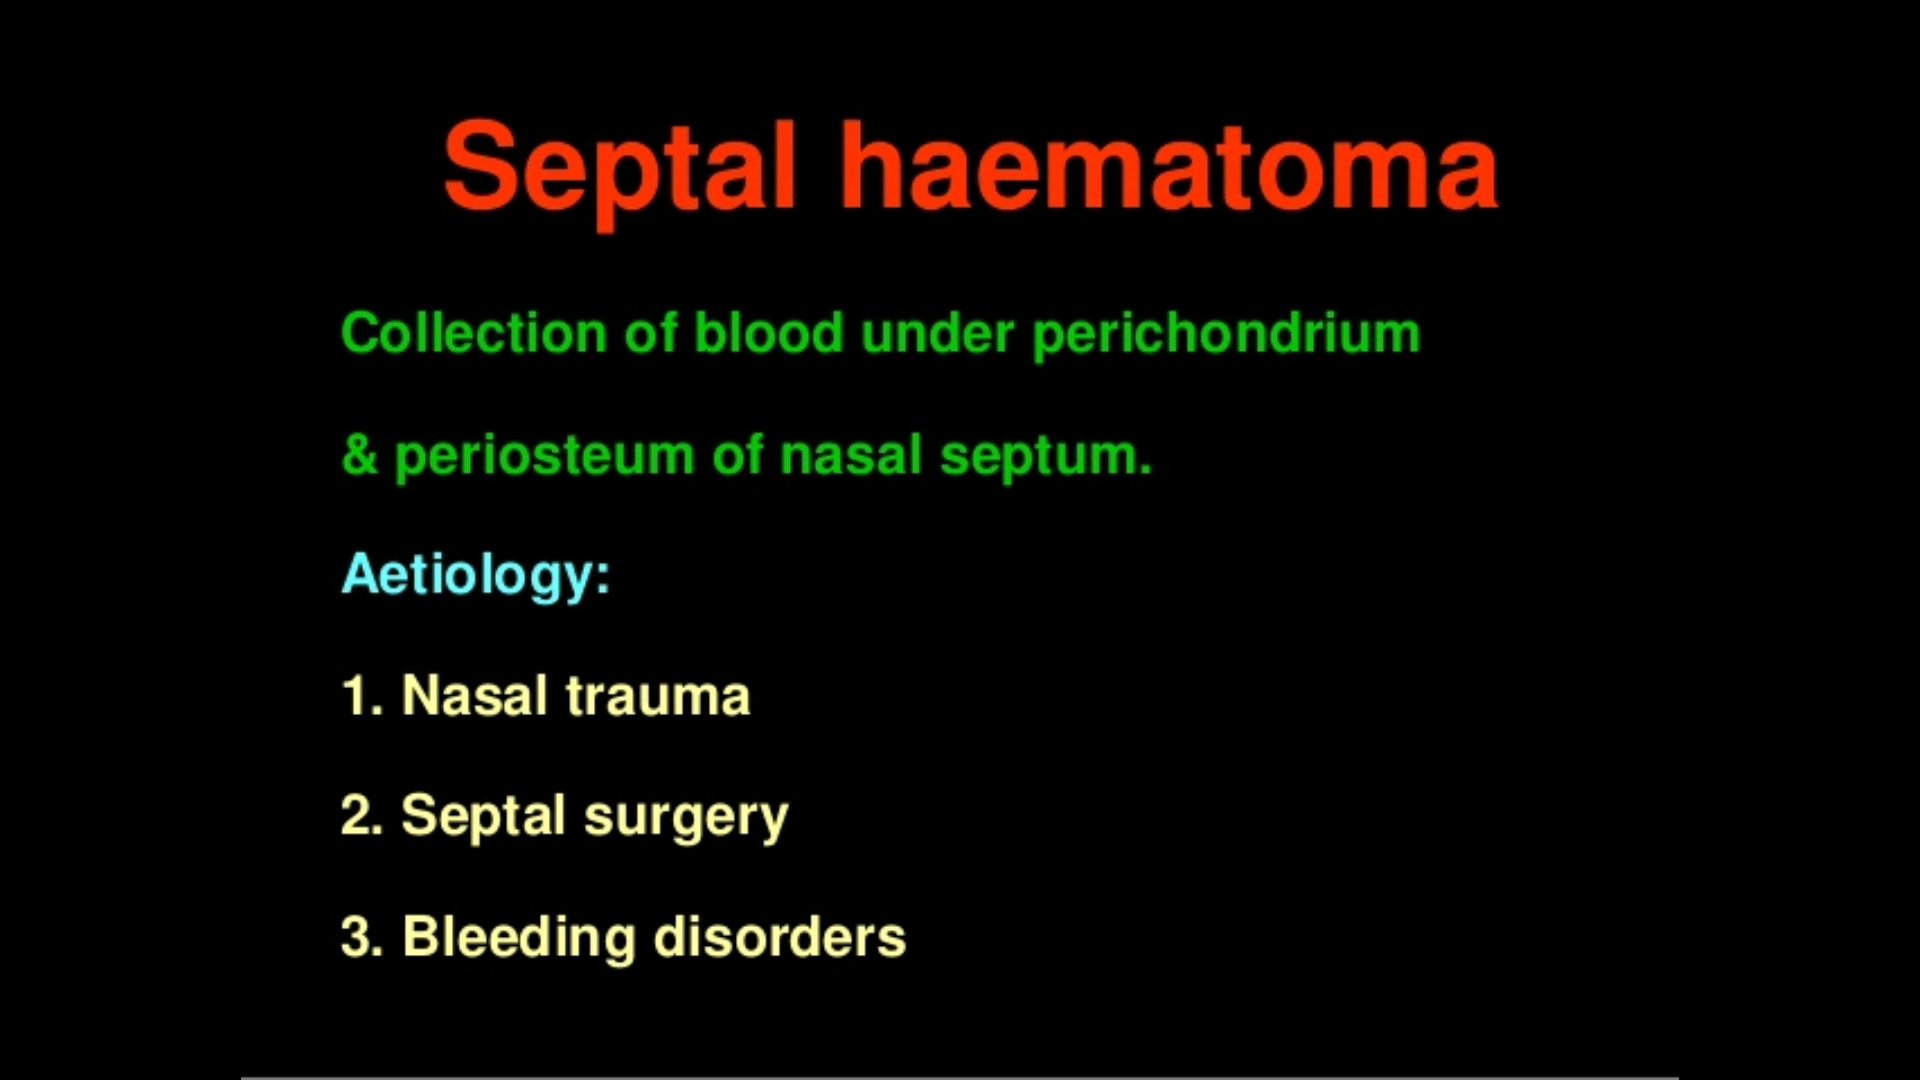 Septal haematoma
Collection of blood under perichondrium
& periosteum of nasal septum.
Aetiology:
1. Nasal trauma
2. Septal surgery
3. Bleeding disorders